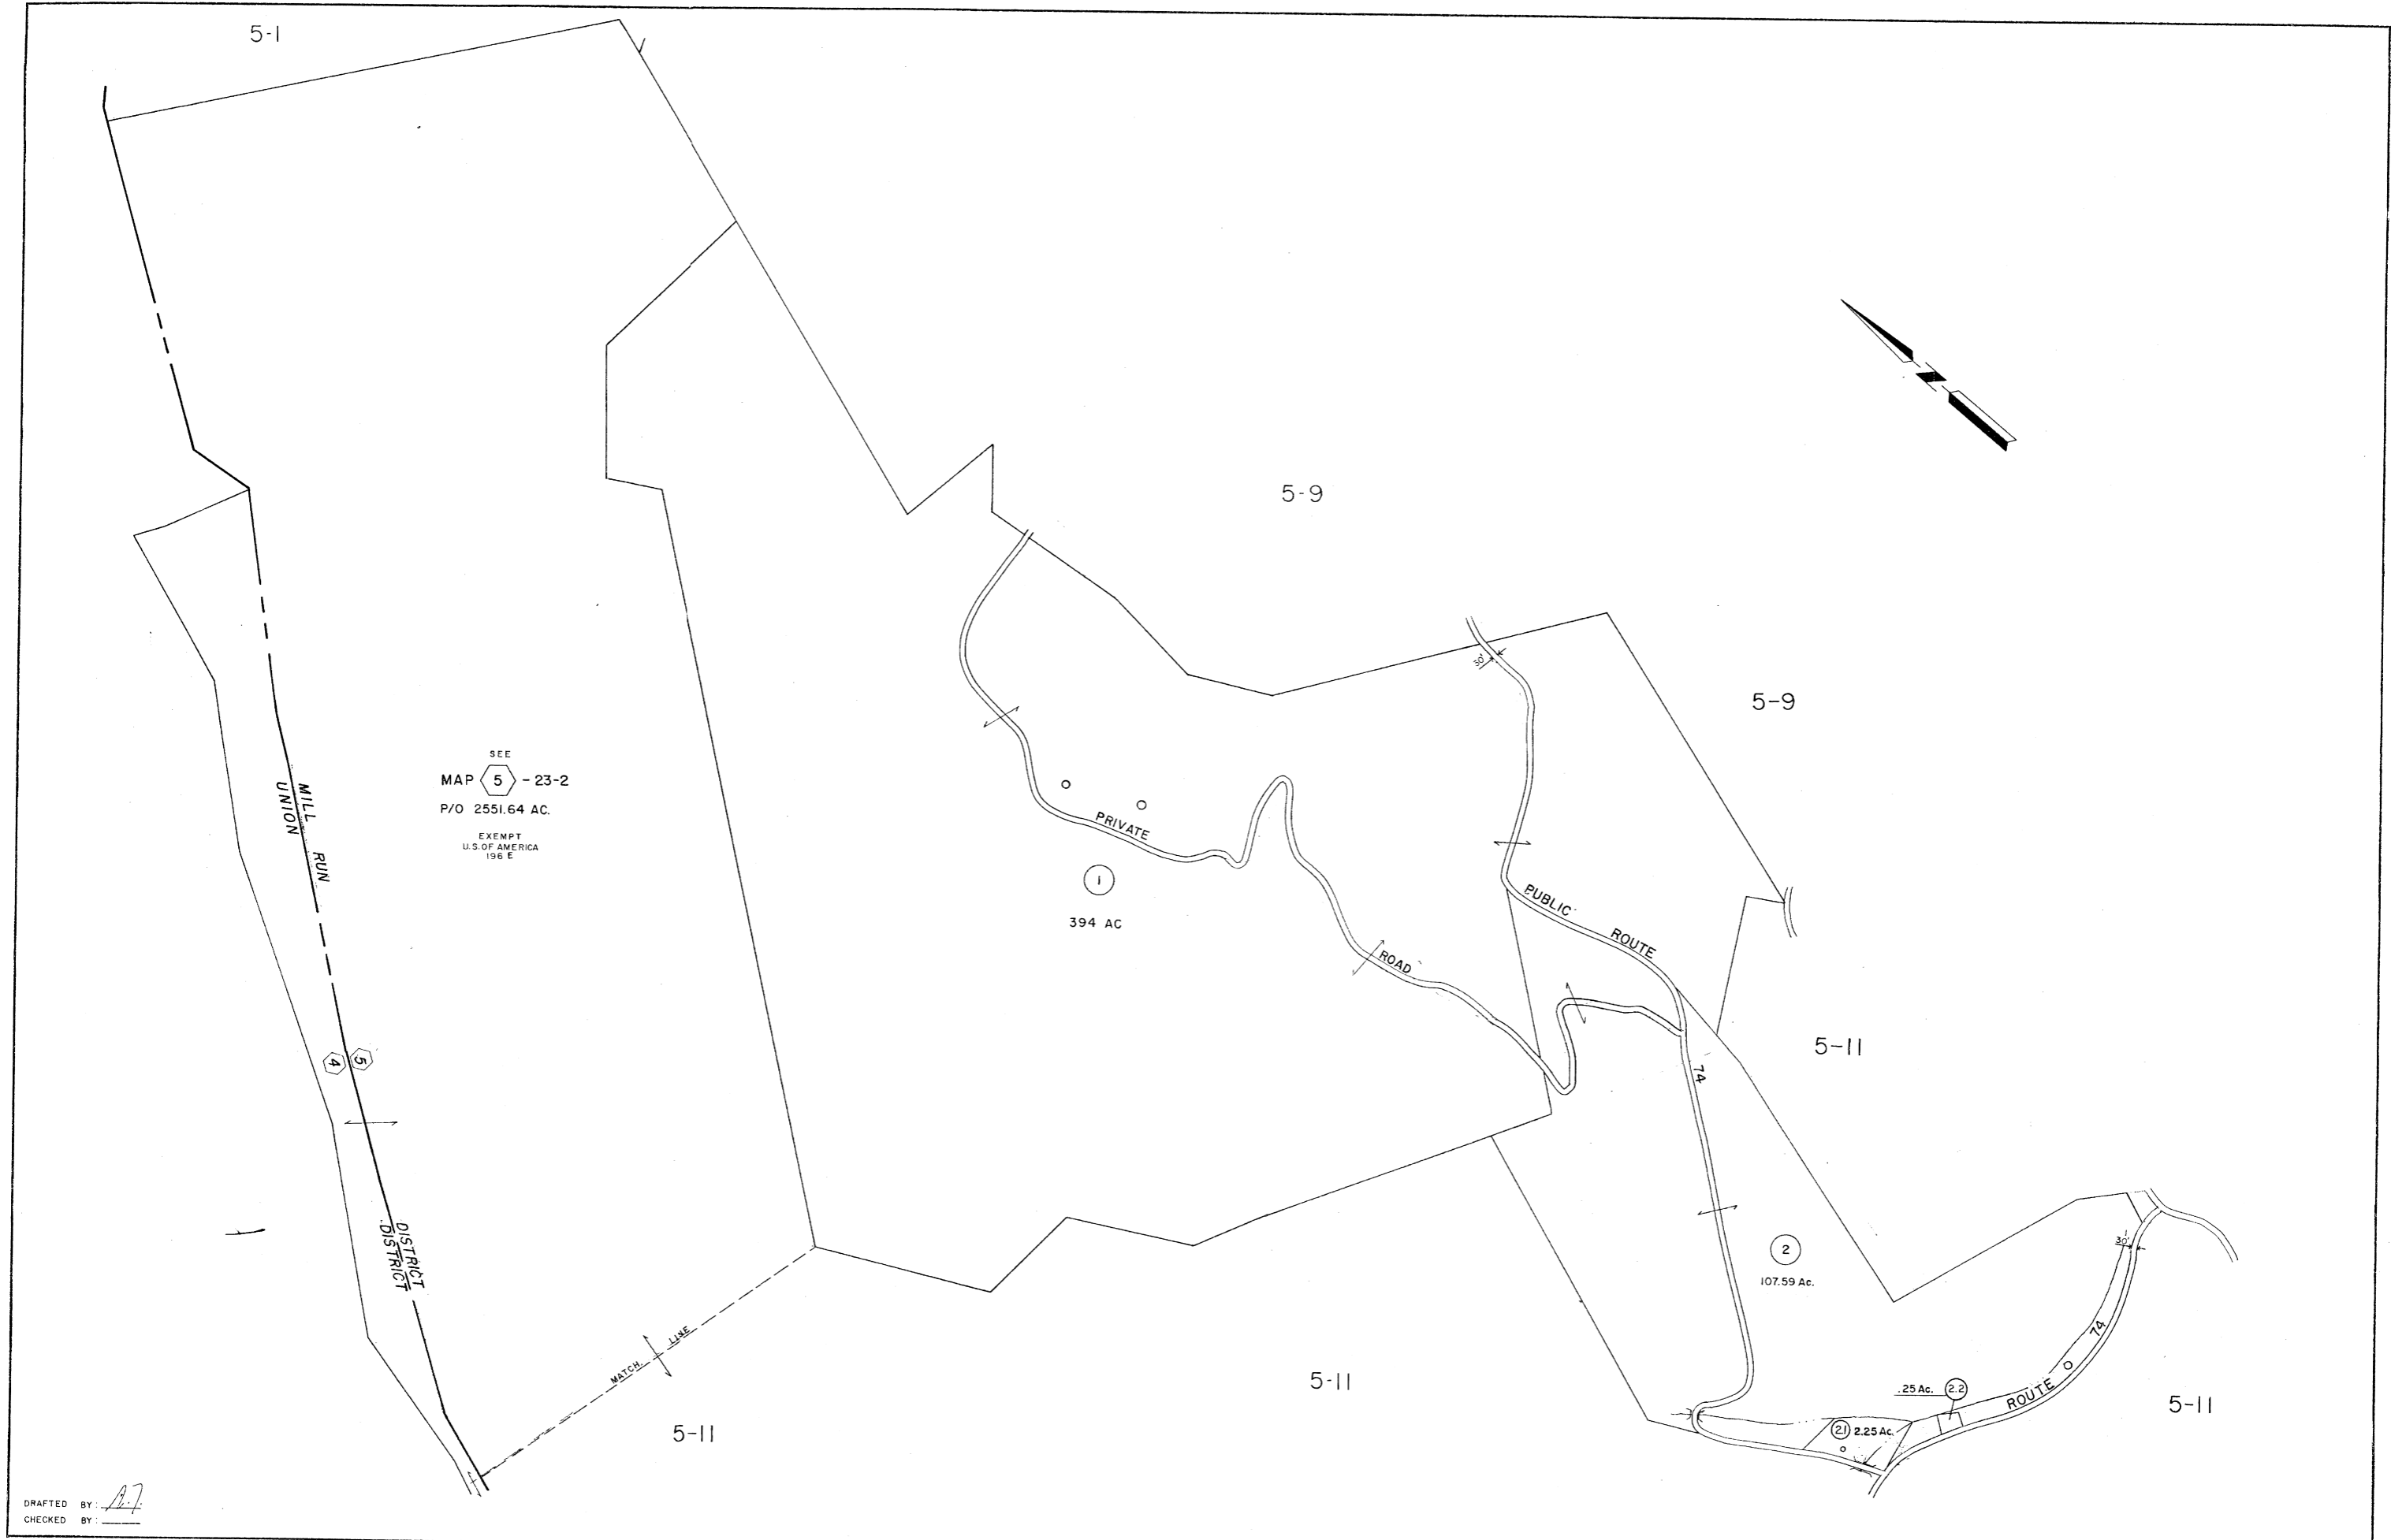 5-1
N
5-9
30'
5-9
SEE
MAP 5 - 23-2
P/O 2551.64 AC.
EXEMPT
U.S. OF AMERICA
196 E
MILL RUN
UNION
PRIVATE
1
394 AC
PUBLIC
ROUTE
ROAD
5-11
4
5
74
DISTRICT
DISTRICT
2
107.59 Ac.
30'
MATCH LINE
74
5-11
.25 Ac. 2.2
ROUTE
5-11
5-11
2.1 2.25 Ac.
DRAFTED BY:
CHECKED BY: